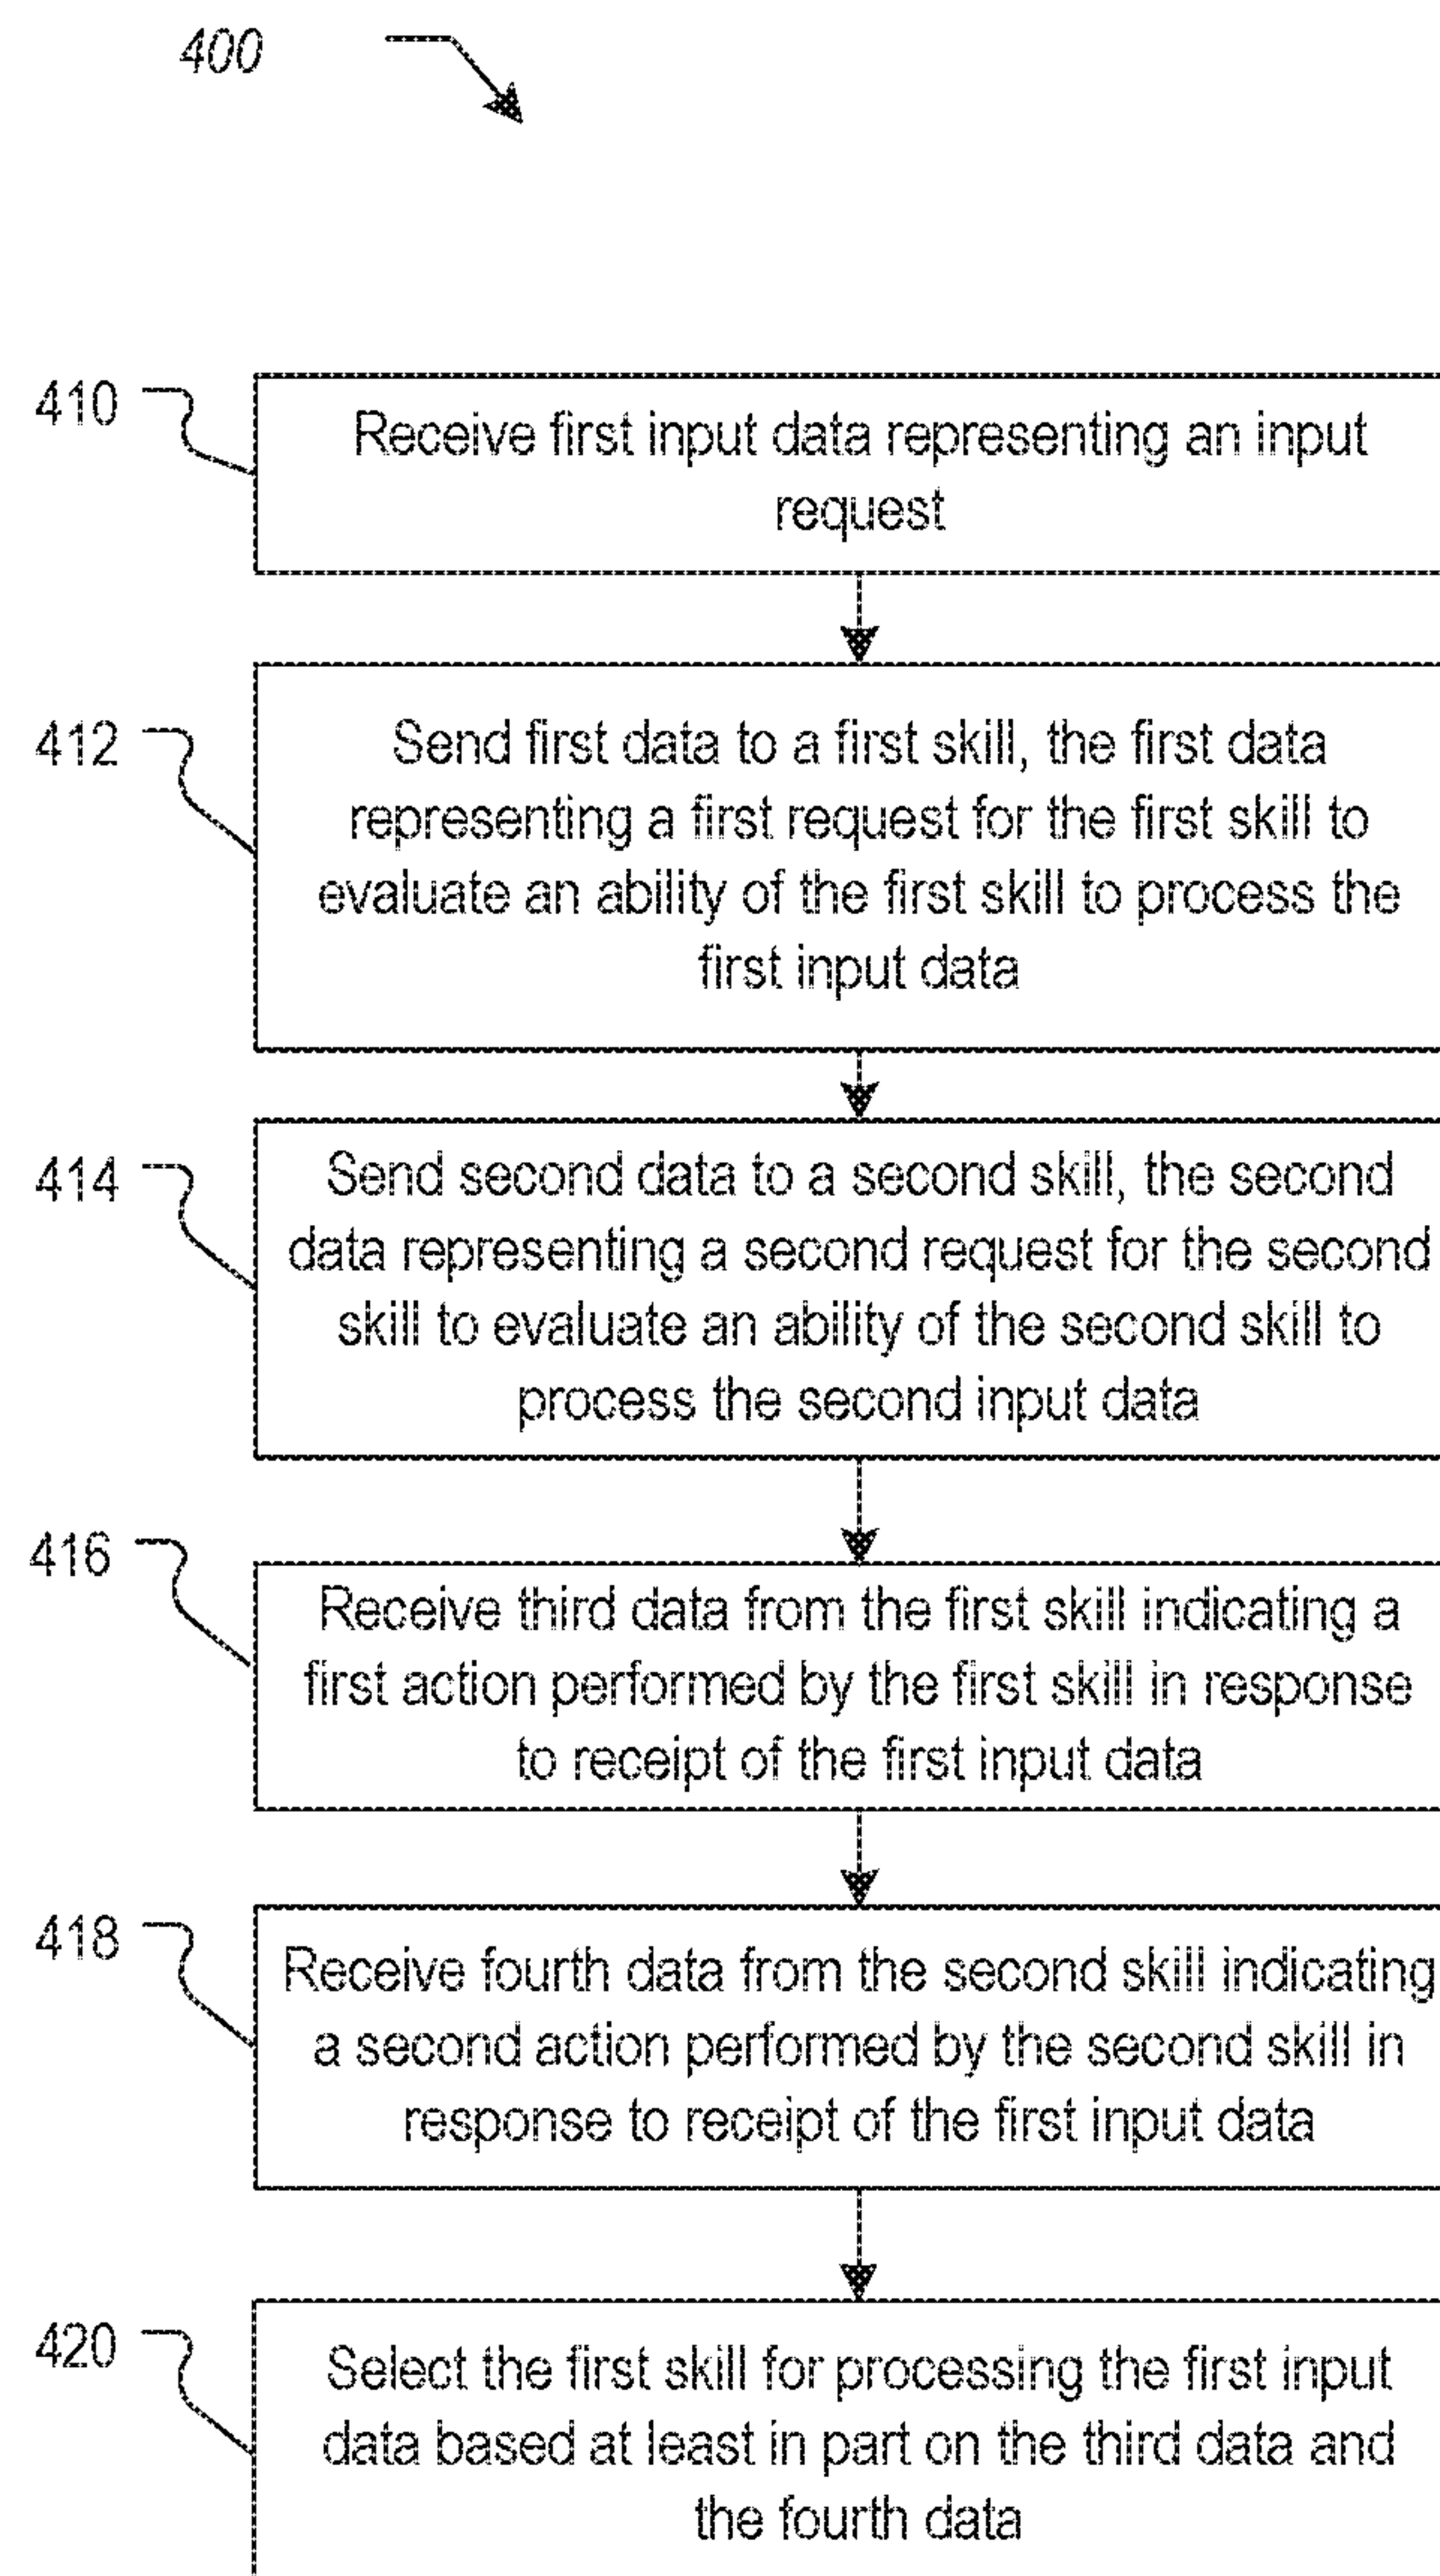 400
410
Receive first input data representing an input
request
412
Send first data to a first skill, the first data
representing a first request for the first skill to
evaluate an ability of the first skill to process the
first input data
414
Send second data to a second skill, the second
data representing a second request for the second
skill to evaluate an ability of the second skill to
process the second input data
416
Receive third data from the first skill indicating a
first action performed by the first skill in response
to receipt of the first input data
418
Receive fourth data from the second skill indicating
a second action performed by the second skill in
response to receipt of the first input data
420
Select the first skill for processing the first input
data based at least in part on the third data and
the fourth data